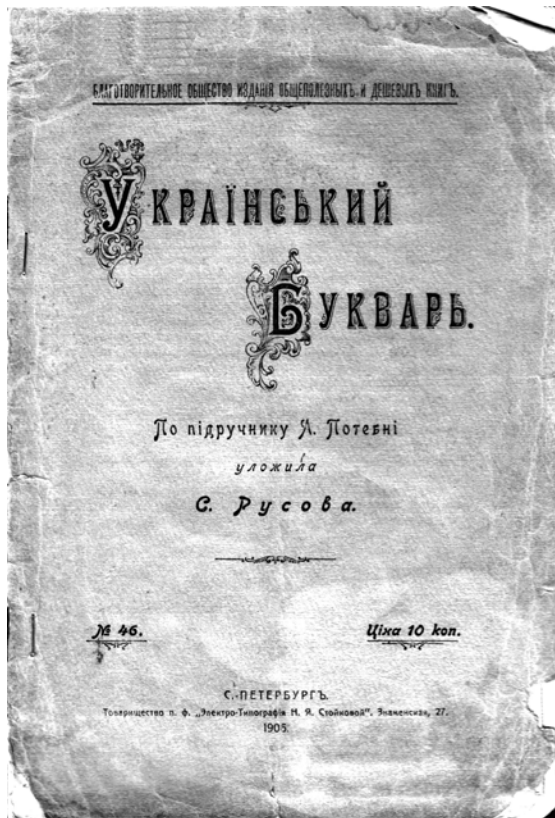 БЛАГОТВОРИТЕЛЬНОЕ ОБЩЕСТВО ИЗДАНІЯ ОБЩЕПОЛЕЗНЫХЪ И ДЕШЕВЫХЪ КНИГЪ.
УКРАЇНСЬКИЙ
БУКВАРЬ.
По підручнику А. Потебні
уложила
С. Русова.
№ 46.
Ціна 10 коп.
С.-ПЕТЕРБУРГЪ.
Товарищество п. ф. „Электро-Типографія Н. Я. Стойковой", Знаменская, 27.
1905